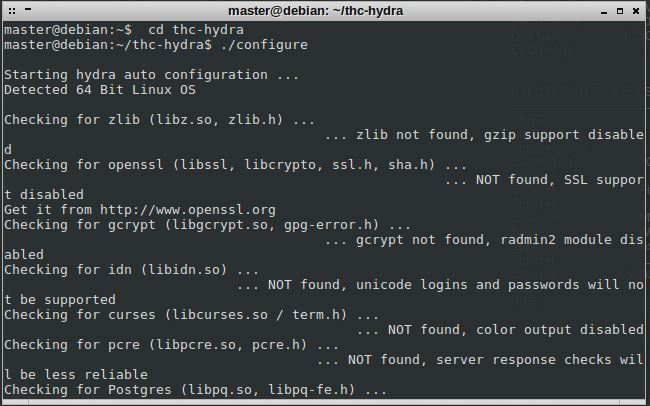 master@debian: ~/thc-hydra
master@debian:~$  cd thc-hydra
master@debian:~/thc-hydra$ ./configure
Starting hydra auto configuration ...
Detected 64 Bit Linux OS
Checking for zlib (libz.so, zlib.h) ...
... zlib not found, gzip support disable
d
Checking for openssl (libssl, libcrypto, ssl.h, sha.h) ...
... NOT found, SSL suppor
t disabled
Get it from http://www.openssl.org
Checking for gcrypt (libgcrypt.so, gpg-error.h) ...
... gcrypt not found, radmin2 module dis
abled
Checking for idn (libidn.so) ...
... NOT found, unicode logins and passwords will no
t be supported
Checking for curses (libcurses.so / term.h) ...
... NOT found, color output disabled
Checking for pcre (libpcre.so, pcre.h) ...
... NOT found, server response checks wil
l be less reliable
Checking for Postgres (libpq.so, libpq-fe.h) ...